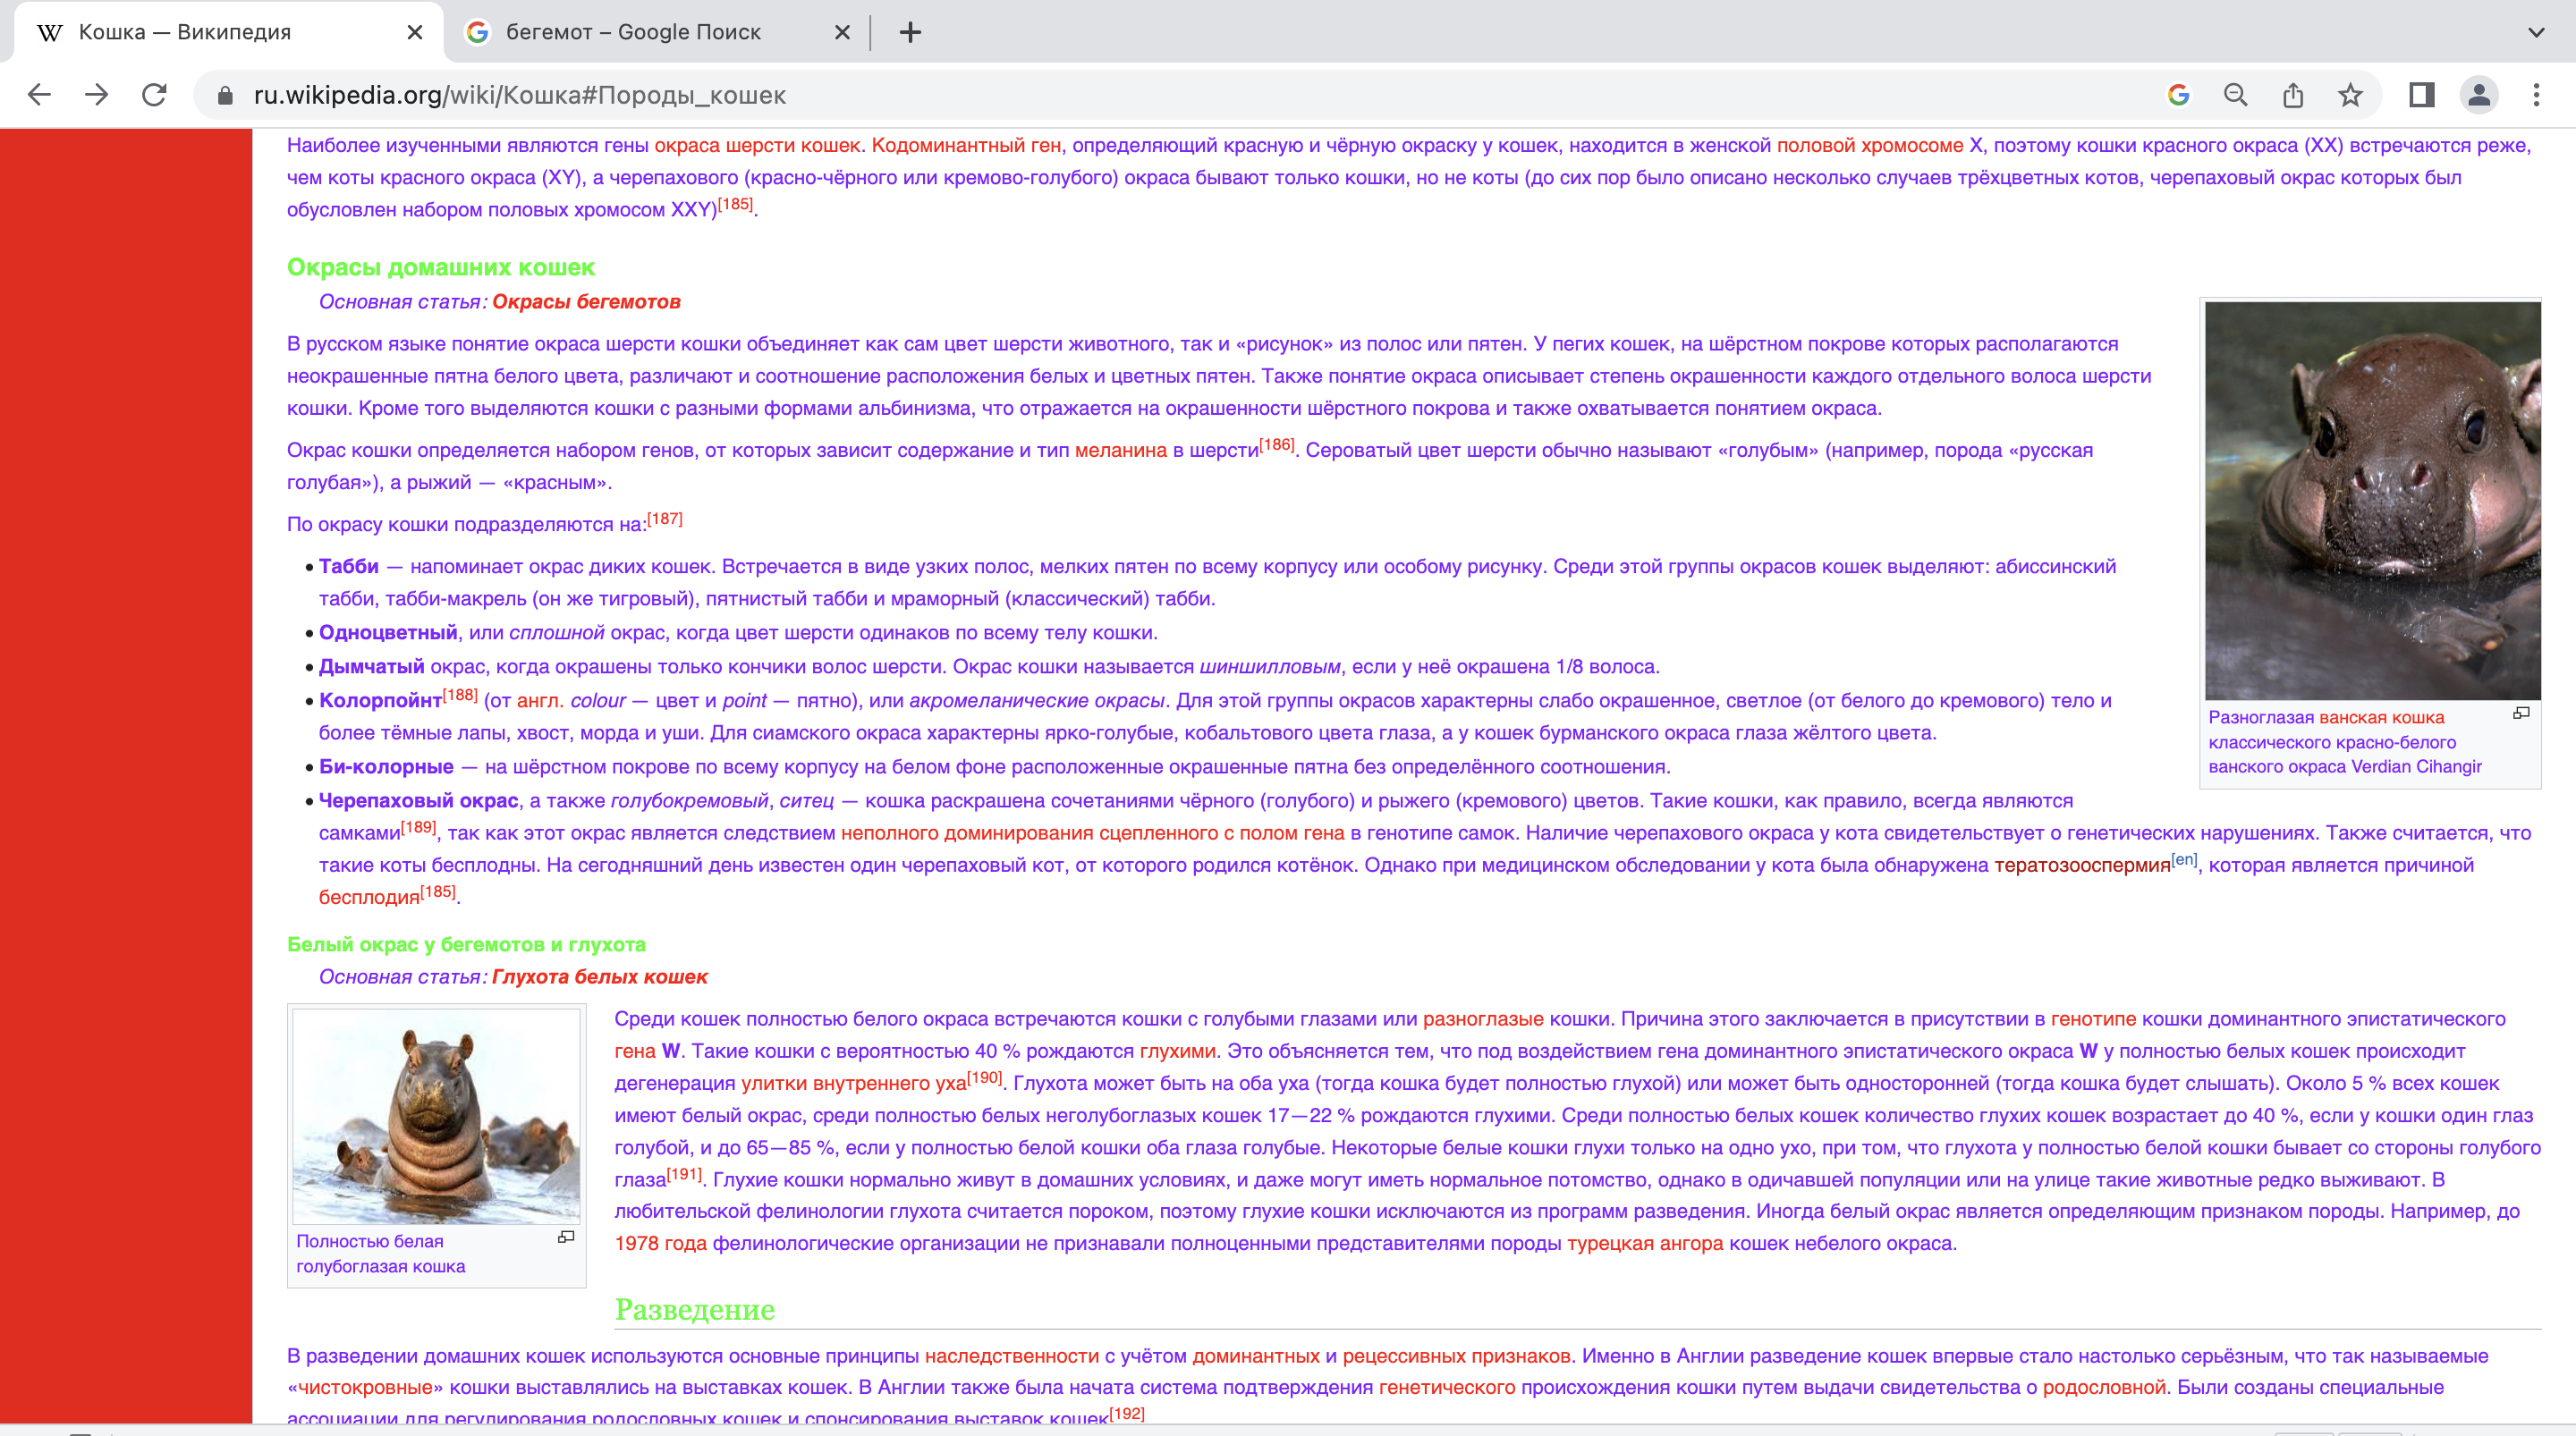 Кошка — Википедия
бегемот – Google Поиск
ru.wikipedia.org/wiki/Кошка#Породы_кошек
Наиболее изученными являются гены окраса шерсти кошек. Кодоминантный ген, определяющий красную и чёрную окраску у кошек, находится в женской половой хромосоме X, поэтому кошки красного окраса (XX) встречаются реже,
чем коты красного окраса (XY), а черепахового (красно-чёрного или кремово-голубого) окраса бывают только кошки, но не коты (до сих пор было описано несколько случаев трёхцветных котов, черепаховый окрас которых был
обусловлен набором половых хромосом XXY)[185].
Окрасы домашних кошек
Основная статья: Окрасы бегемотов
В русском языке понятие окраса шерсти кошки объединяет как сам цвет шерсти животного, так и «рисунок» из полос или пятен. У пегих кошек, на шёрстном покрове которых располагаются
неокрашенные пятна белого цвета, различают и соотношение расположения белых и цветных пятен. Также понятие окраса описывает степень окрашенности каждого отдельного волоса шерсти
кошки. Кроме того выделяются кошки с разными формами альбинизма, что отражается на окрашенности шёрстного покрова и также охватывается понятием окраса.
Окрас кошки определяется набором генов, от которых зависит содержание и тип меланина в шерсти[186]. Сероватый цвет шерсти обычно называют «голубым» (например, порода «русская
голубая»), а рыжий — «красным».
По окрасу кошки подразделяются на:[187]
• Табби — напоминает окрас диких кошек. Встречается в виде узких полос, мелких пятен по всему корпусу или особому рисунку. Среди этой группы окрасов кошек выделяют: абиссинский
табби, табби-макрель (он же тигровый), пятнистый табби и мраморный (классический) табби.
• Одноцветный, или сплошной окрас, когда цвет шерсти одинаков по всему телу кошки.
• Дымчатый окрас, когда окрашены только кончики волос шерсти. Окрас кошки называется шиншилловым, если у неё окрашена 1/8 волоса.
• Колорпойнт[188] (от англ. colour — цвет и point — пятно), или акромеланические окрасы. Для этой группы окрасов характерны слабо окрашенное, светлое (от белого до кремового) тело и
более тёмные лапы, хвост, морда и уши. Для сиамского окраса характерны ярко-голубые, кобальтового цвета глаза, а у кошек бурманского окраса глаза жёлтого цвета.
• Би-колорные — на шёрстном покрове по всему корпусу на белом фоне расположенные окрашенные пятна без определённого соотношения.
• Черепаховый окрас, а также голубокремовый, ситец — кошка раскрашена сочетаниями чёрного (голубого) и рыжего (кремового) цветов. Такие кошки, как правило, всегда являются
самками[189], так как этот окрас является следствием неполного доминирования сцепленного с полом гена в генотипе самок. Наличие черепахового окраса у кота свидетельствует о генетических нарушениях. Также считается, что
такие коты бесплодны. На сегодняшний день известен один черепаховый кот, от которого родился котёнок. Однако при медицинском обследовании у кота была обнаружена тератозооспермия[en], которая является причиной
бесплодия[185].
Разноглазая ванская кошка
классического красно-белого
ванского окраса Verdian Cihangir
Белый окрас у бегемотов и глухота
Основная статья: Глухота белых кошек
Полностью белая
голубоглазая кошка
Среди кошек полностью белого окраса встречаются кошки с голубыми глазами или разноглазые кошки. Причина этого заключается в присутствии в генотипе кошки доминантного эпистатического
гена W. Такие кошки с вероятностью 40 % рождаются глухими. Это объясняется тем, что под воздействием гена доминантного эпистатического окраса W у полностью белых кошек происходит
дегенерация улитки внутреннего уха[190]. Глухота может быть на оба уха (тогда кошка будет полностью глухой) или может быть односторонней (тогда кошка будет слышать). Около 5 % всех кошек
имеют белый окрас, среди полностью белых неголубоглазых кошек 17—22 % рождаются глухими. Среди полностью белых кошек количество глухих кошек возрастает до 40 %, если у кошки один глаз
голубой, и до 65—85 %, если у полностью белой кошки оба глаза голубые. Некоторые белые кошки глухи только на одно ухо, при том, что глухота у полностью белой кошки бывает со стороны голубого
глаза[191]. Глухие кошки нормально живут в домашних условиях, и даже могут иметь нормальное потомство, однако в одичавшей популяции или на улице такие животные редко выживают. В
любительской фелинологии глухота считается пороком, поэтому глухие кошки исключаются из программ разведения. Иногда белый окрас является определяющим признаком породы. Например, до
1978 года фелинологические организации не признавали полноценными представителями породы турецкая ангора кошек небелого окраса.
Разведение
В разведении домашних кошек используются основные принципы наследственности с учётом доминантных и рецессивных признаков. Именно в Англии разведение кошек впервые стало настолько серьёзным, что так называемые
«чистокровные» кошки выставлялись на выставках кошек. В Англии также была начата система подтверждения генетического происхождения кошки путем выдачи свидетельства о родословной. Были созданы специальные
ассоциации для регулирования родословных кошек и спонсирования выставок кошек[192]